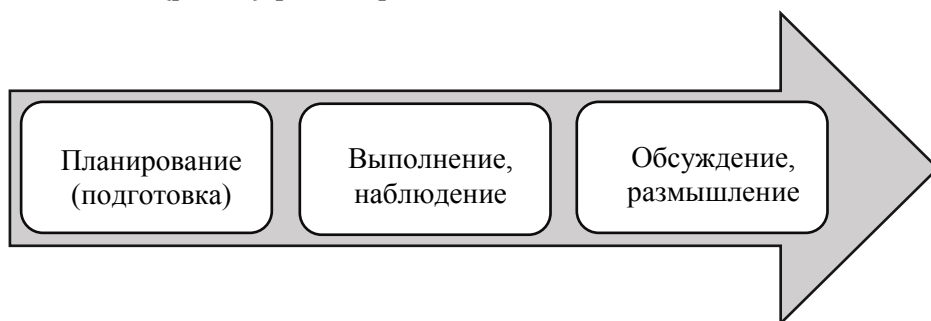 Планирование
(подготовка)
Выполнение,
наблюдение
Обсуждение,
размышление